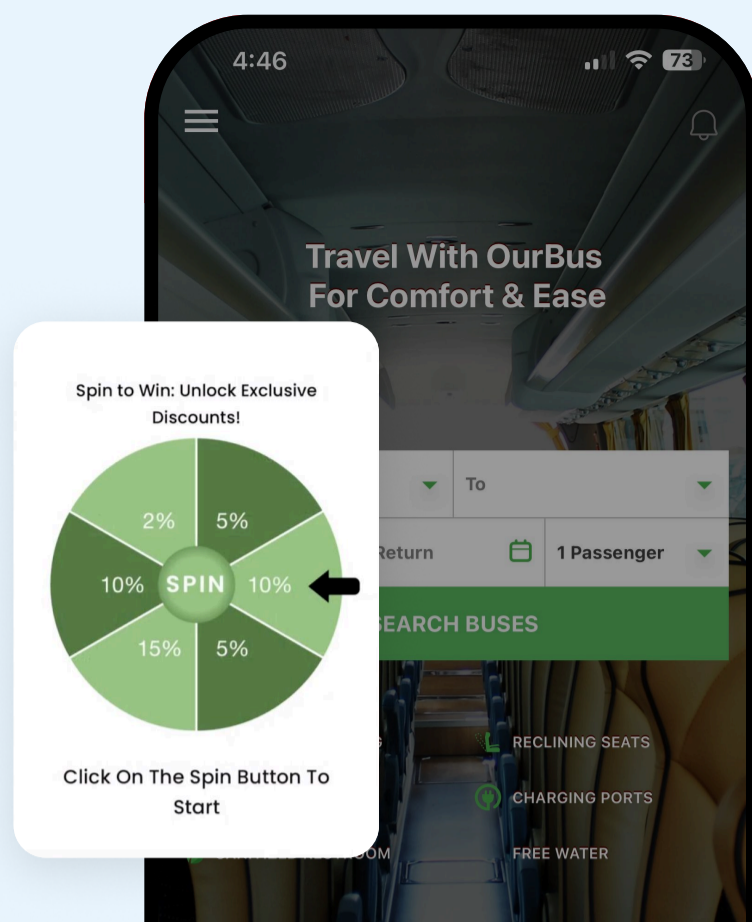 4:46
73
Travel With OurBus
For Comfort & Ease
Spin to Win: Unlock Exclusive
Discounts!
2%
5%
10%
SPIN
10%
15%
5%
Click On The Spin Button To
Start
To
Return
1 Passenger
SEARCH BUSES
RECLINING SEATS
CHARGING PORTS
FREE WATER